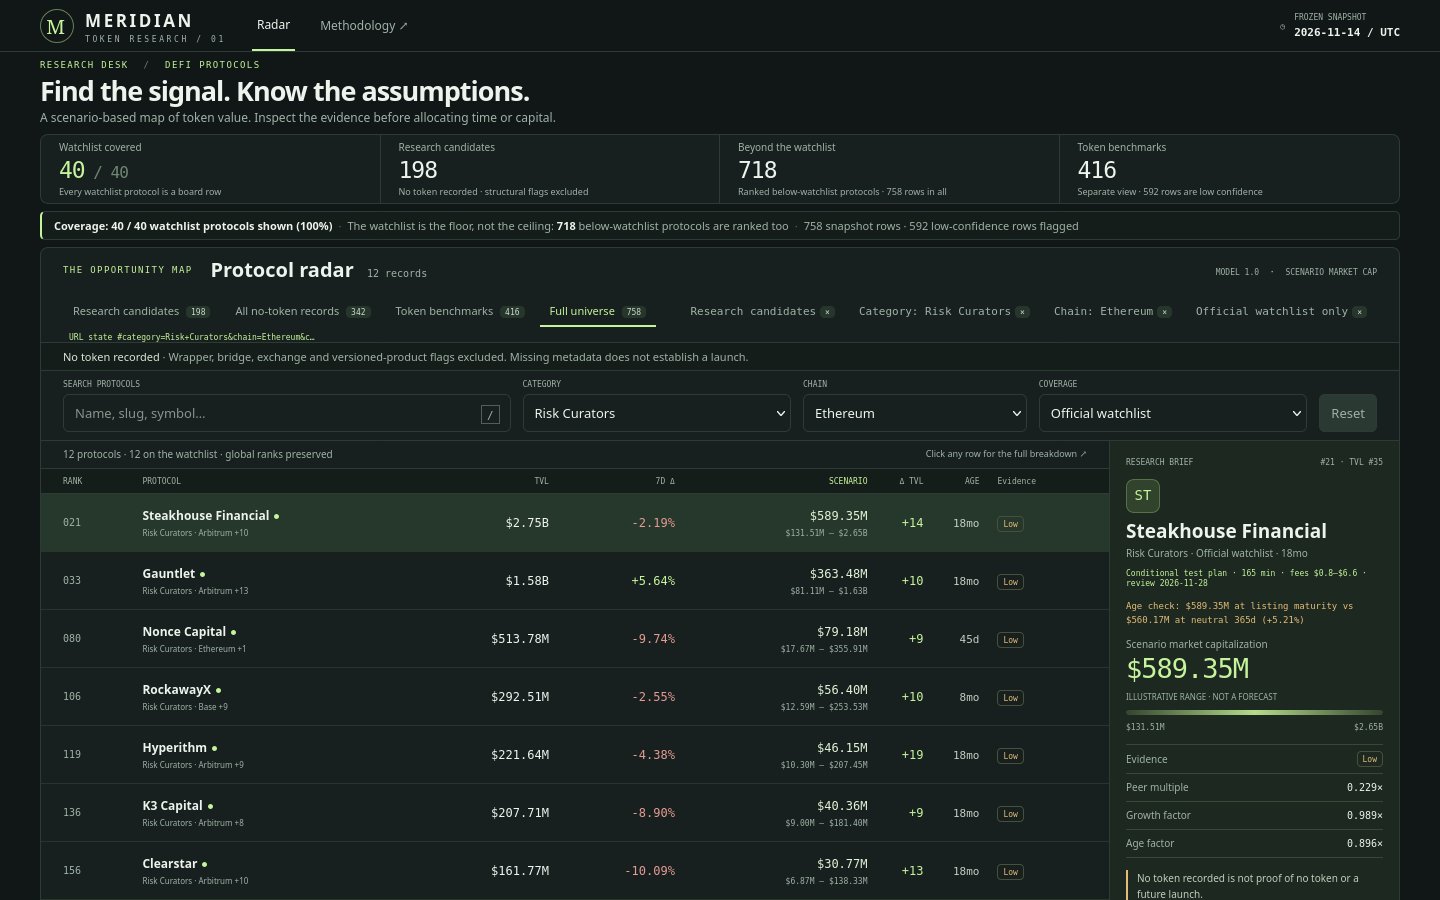 M MERIDIAN
TOKEN RESEARCH / 01
Radar
Methodology ↗
FROZEN SNAPSHOT
2026-11-14 / UTC
RESEARCH DESK / DEFI PROTOCOLS
Find the signal. Know the assumptions.
A scenario-based map of token value. Inspect the evidence before allocating time or capital.
Watchlist covered
40 / 40
Every watchlist protocol is a board row
Research candidates
198
No token recorded · structural flags excluded
Beyond the watchlist
718
Ranked below-watchlist protocols · 758 rows in all
Token benchmarks
416
Separate view · 592 rows are low confidence
Coverage: 40 / 40 watchlist protocols shown (100%) · The watchlist is the floor, not the ceiling: 718 below-watchlist protocols are ranked too · 758 snapshot rows · 592 low-confidence rows flagged
THE OPPORTUNITY MAP Protocol radar 12 records
MODEL 1.0 · SCENARIO MARKET CAP
Research candidates 198 All no-token records 342 Token benchmarks 416 Full universe 758 Research candidates × Category: Risk Curators × Chain: Ethereum × Official watchlist only ×
URL state #category=Risk+Curators&chain=Ethereum&c…
No token recorded · Wrapper, bridge, exchange and versioned-product flags excluded. Missing metadata does not establish a launch.
SEARCH PROTOCOLS CATEGORY CHAIN COVERAGE
Name, slug, symbol... / Risk Curators Ethereum Official watchlist Reset
12 protocols · 12 on the watchlist · global ranks preserved
Click any row for the full breakdown ↗
RANK PROTOCOL TVL 7D Δ SCENARIO Δ TVL AGE Evidence
021 Steakhouse Financial $2.75B -2.19% $589.35M +14 18mo Low
Risk Curators · Arbitrum +10 $131.51M — $2.65B
033 Gauntlet $1.58B +5.64% $363.48M +10 18mo Low
Risk Curators · Arbitrum +13 $81.11M — $1.63B
080 Nonce Capital $513.78M -9.74% $79.18M +9 45d Low
Risk Curators · Ethereum +1 $17.67M — $355.91M
106 RockawayX $292.51M -2.55% $56.40M +10 8mo Low
Risk Curators · Base +9 $12.59M — $253.53M
119 Hyperithm $221.64M -4.38% $46.15M +19 18mo Low
Risk Curators · Arbitrum +9 $10.30M — $207.45M
136 K3 Capital $207.71M -8.90% $40.36M +9 18mo Low
Risk Curators · Arbitrum +8 $9.00M — $181.40M
156 Clearstar $161.77M -10.09% $30.77M +13 18mo Low
Risk Curators · Arbitrum +10 $6.87M — $138.33M
RESEARCH BRIEF #21 · TVL #35
ST
Steakhouse Financial
Risk Curators · Official watchlist · 18mo
Conditional test plan · 165 min · fees $0.8–$6.6 ·
review 2026-11-28
Age check: $589.35M at listing maturity vs
$560.17M at neutral 365d (+5.21%)
Scenario market capitalization
$589.35M
ILLUSTRATIVE RANGE · NOT A FORECAST
$131.51M $2.65B
Evidence Low
Peer multiple 0.229×
Growth factor 0.989×
Age factor 0.896×
No token recorded is not proof of no token or a
future launch.